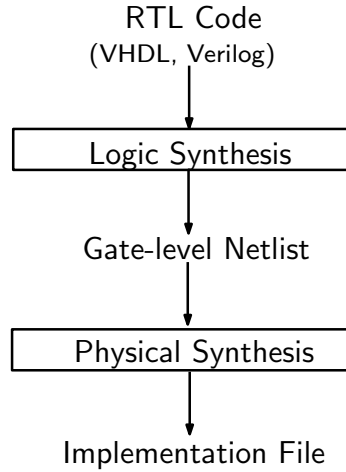 RTL Code
(VHDL, Verilog)
Logic Synthesis
Gate-level Netlist
Physical Synthesis
Implementation File